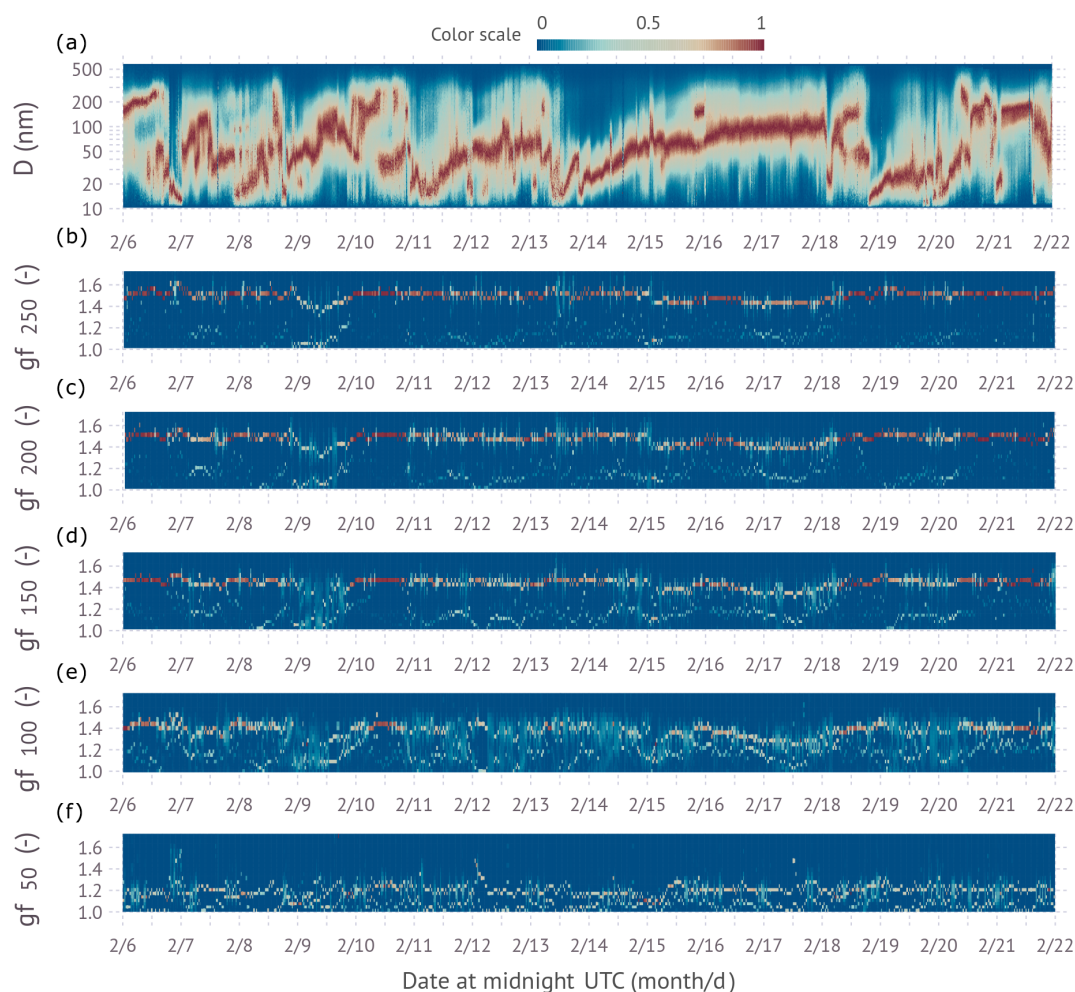 Color scale 0 0.5 1
(a)
500
200
100
50
20
10
D (nm)
2/6 2/7 2/8 2/9 2/10 2/11 2/12 2/13 2/14 2/15 2/16 2/17 2/18 2/19 2/20 2/21 2/22
(b)
1.6
1.4
1.2
1.0
gf 250 (-)
2/6 2/7 2/8 2/9 2/10 2/11 2/12 2/13 2/14 2/15 2/16 2/17 2/18 2/19 2/20 2/21 2/22
(c)
1.6
1.4
1.2
1.0
gf 200 (-)
2/6 2/7 2/8 2/9 2/10 2/11 2/12 2/13 2/14 2/15 2/16 2/17 2/18 2/19 2/20 2/21 2/22
(d)
1.6
1.4
1.2
1.0
gf 150 (-)
2/6 2/7 2/8 2/9 2/10 2/11 2/12 2/13 2/14 2/15 2/16 2/17 2/18 2/19 2/20 2/21 2/22
(e)
1.6
1.4
1.2
1.0
gf 100 (-)
2/6 2/7 2/8 2/9 2/10 2/11 2/12 2/13 2/14 2/15 2/16 2/17 2/18 2/19 2/20 2/21 2/22
(f)
1.6
1.4
1.2
1.0
gf 50 (-)
2/6 2/7 2/8 2/9 2/10 2/11 2/12 2/13 2/14 2/15 2/16 2/17 2/18 2/19 2/20 2/21 2/22
Date at midnight UTC (month/d)